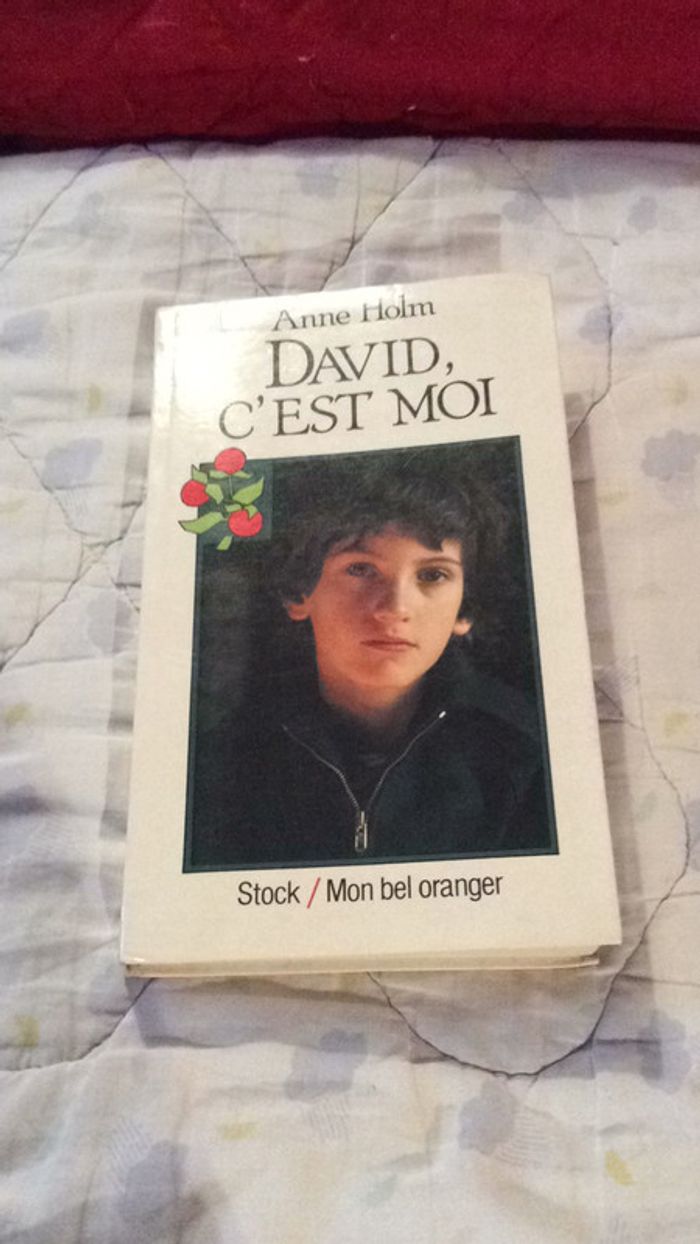 Anne Holm
DAVID,
C'EST MOI
Stock / Mon bel oranger